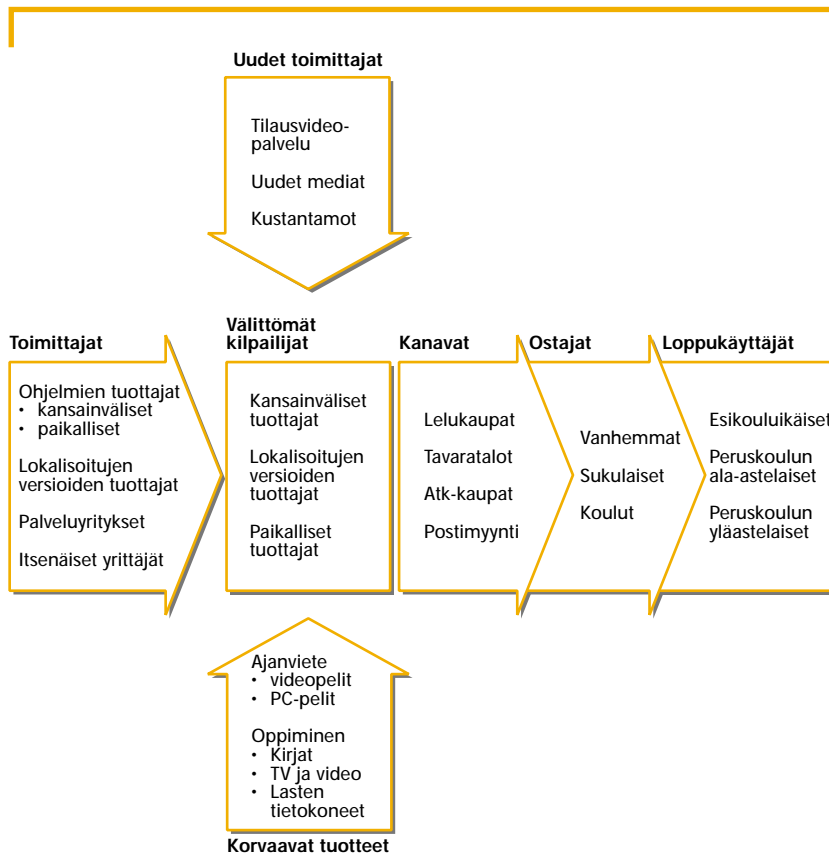 Uudet toimittajat
Tilausvideo-
palvelu
Uudet mediat
Kustantamot
Toimittajat
Ohjelmien tuottajat
• kansainväliset
• paikalliset
Lokalisoitujen
versioiden tuottajat
Palveluyritykset
Itsenäiset yrittäjät
Välittömät
kilpailijat
Kansainväliset
tuottajat
Lokalisoitujen
versioiden
tuottajat
Paikalliset
tuottajat
Kanavat
Lelukaupat
Tavaratalot
Atk-kaupat
Postimyynti
Ostajat
Vanhemmat
Sukulaiset
Koulut
Loppukäyttäjät
Esikouluikäiset
Peruskoulun
ala-astelaiset
Peruskoulun
yläastelaiset
Ajanviete
• videopelit
• PC-pelit
Oppiminen
• Kirjat
• TV ja video
• Lasten
tietokoneet
Korvaavat tuotteet